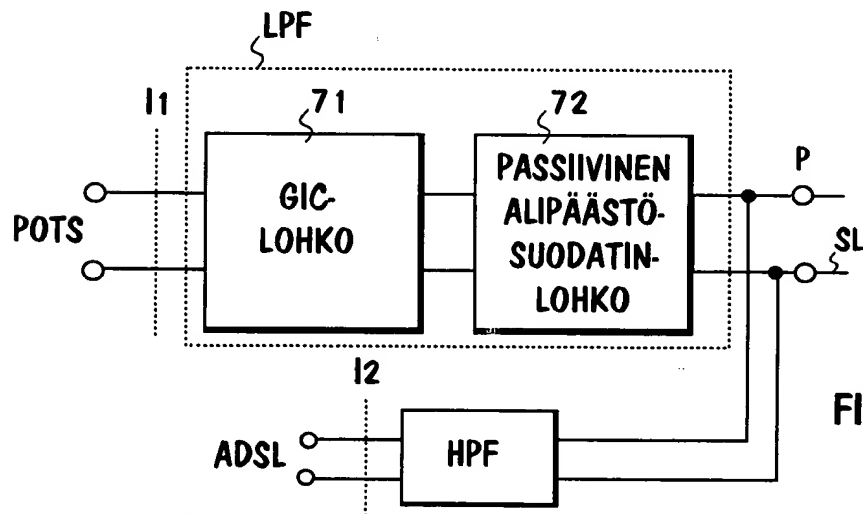 LPF
I1
71
72
P
POTS
GIC-
LOHKO
PASSIIVINEN
ALIPÄÄSTÖ-
SUODATIN-
LOHKO
SL
I2
ADSL
HPF
FI